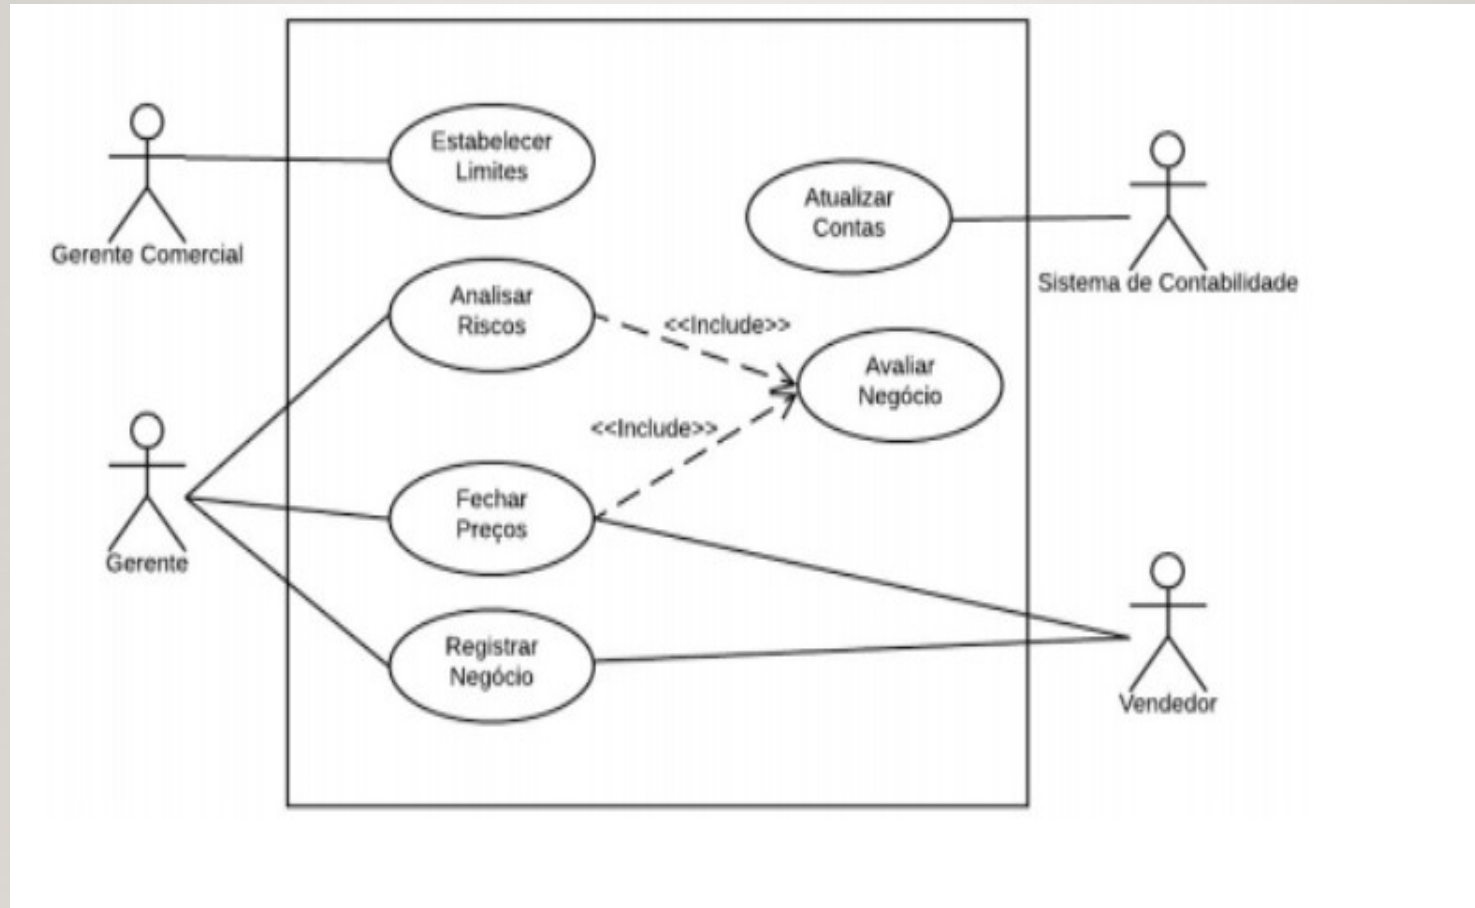 Estabelecer
Limites
Gerente Comercial
Atualizar
Contas
Sistema de Contabilidade
Analisar
Riscos
<<Include>>
Avaliar
Negócio
<<Include>>
Gerente
Fechar
Preços
Registrar
Negócio
Vendedor